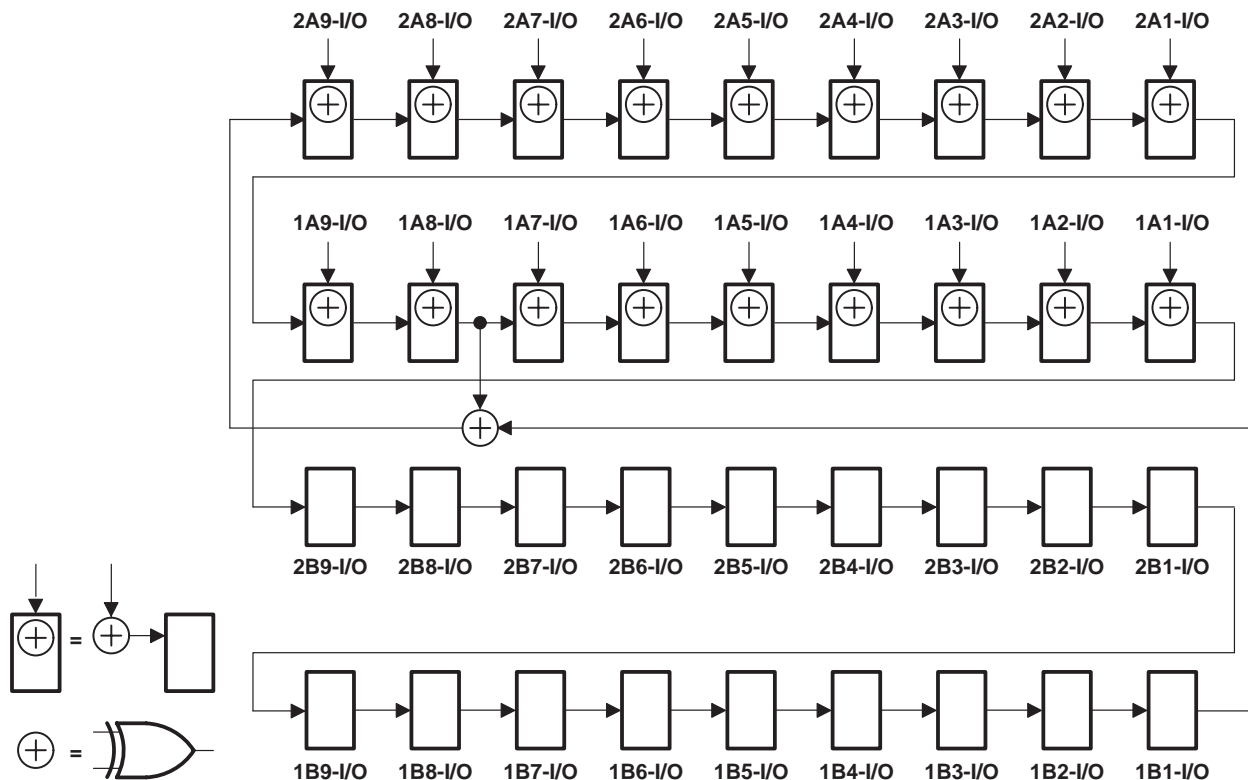 2A9-I/O 2A8-I/O 2A7-I/O 2A6-I/O 2A5-I/O 2A4-I/O 2A3-I/O 2A2-I/O 2A1-I/O
1A9-I/O 1A8-I/O 1A7-I/O 1A6-I/O 1A5-I/O 1A4-I/O 1A3-I/O 1A2-I/O 1A1-I/O
2B9-I/O 2B8-I/O 2B7-I/O 2B6-I/O 2B5-I/O 2B4-I/O 2B3-I/O 2B2-I/O 2B1-I/O
=
=
1B9-I/O 1B8-I/O 1B7-I/O 1B6-I/O 1B5-I/O 1B4-I/O 1B3-I/O 1B2-I/O 1B1-I/O